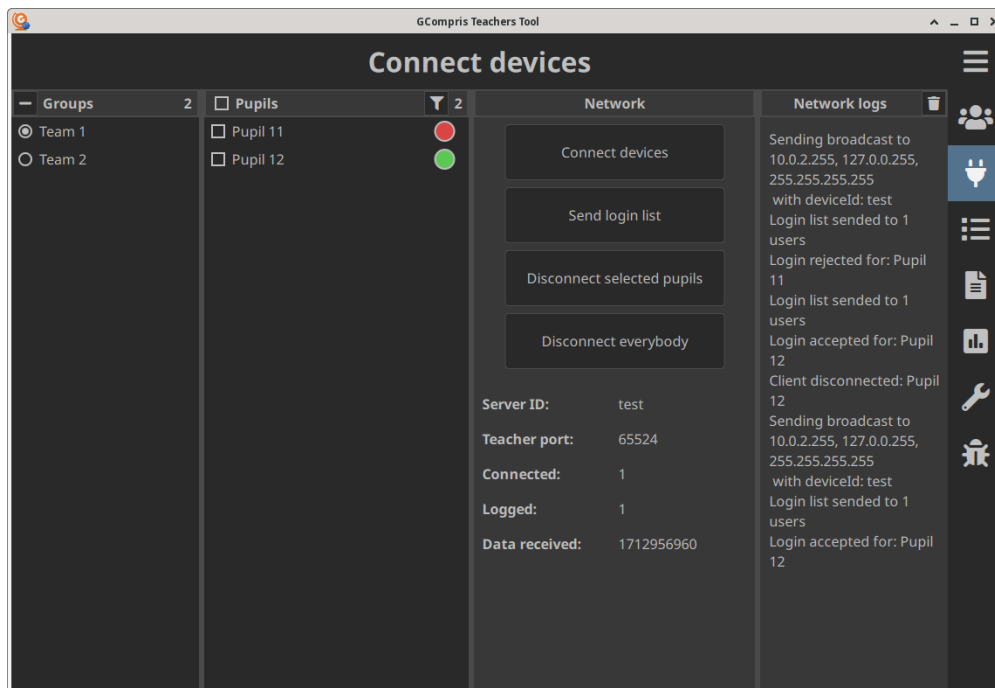 GCompris Teachers Tool
Connect devices
Groups 2
Team 1
Team 2
Pupils 2
Pupil 11
Pupil 12
Network
Connect devices
Send login list
Disconnect selected pupils
Disconnect everybody
Server ID: test
Teacher port: 65524
Connected: 1
Logged: 1
Data received: 1712956960
Network logs
Sending broadcast to
10.0.2.255, 127.0.0.255,
255.255.255.255
with deviceId: test
Login list sended to 1
users
Login rejected for: Pupil
11
Login list sended to 1
users
Login accepted for: Pupil
12
Client disconnected: Pupil
12
Sending broadcast to
10.0.2.255, 127.0.0.255,
255.255.255.255
with deviceId: test
Login list sended to 1
users
Login accepted for: Pupil
12